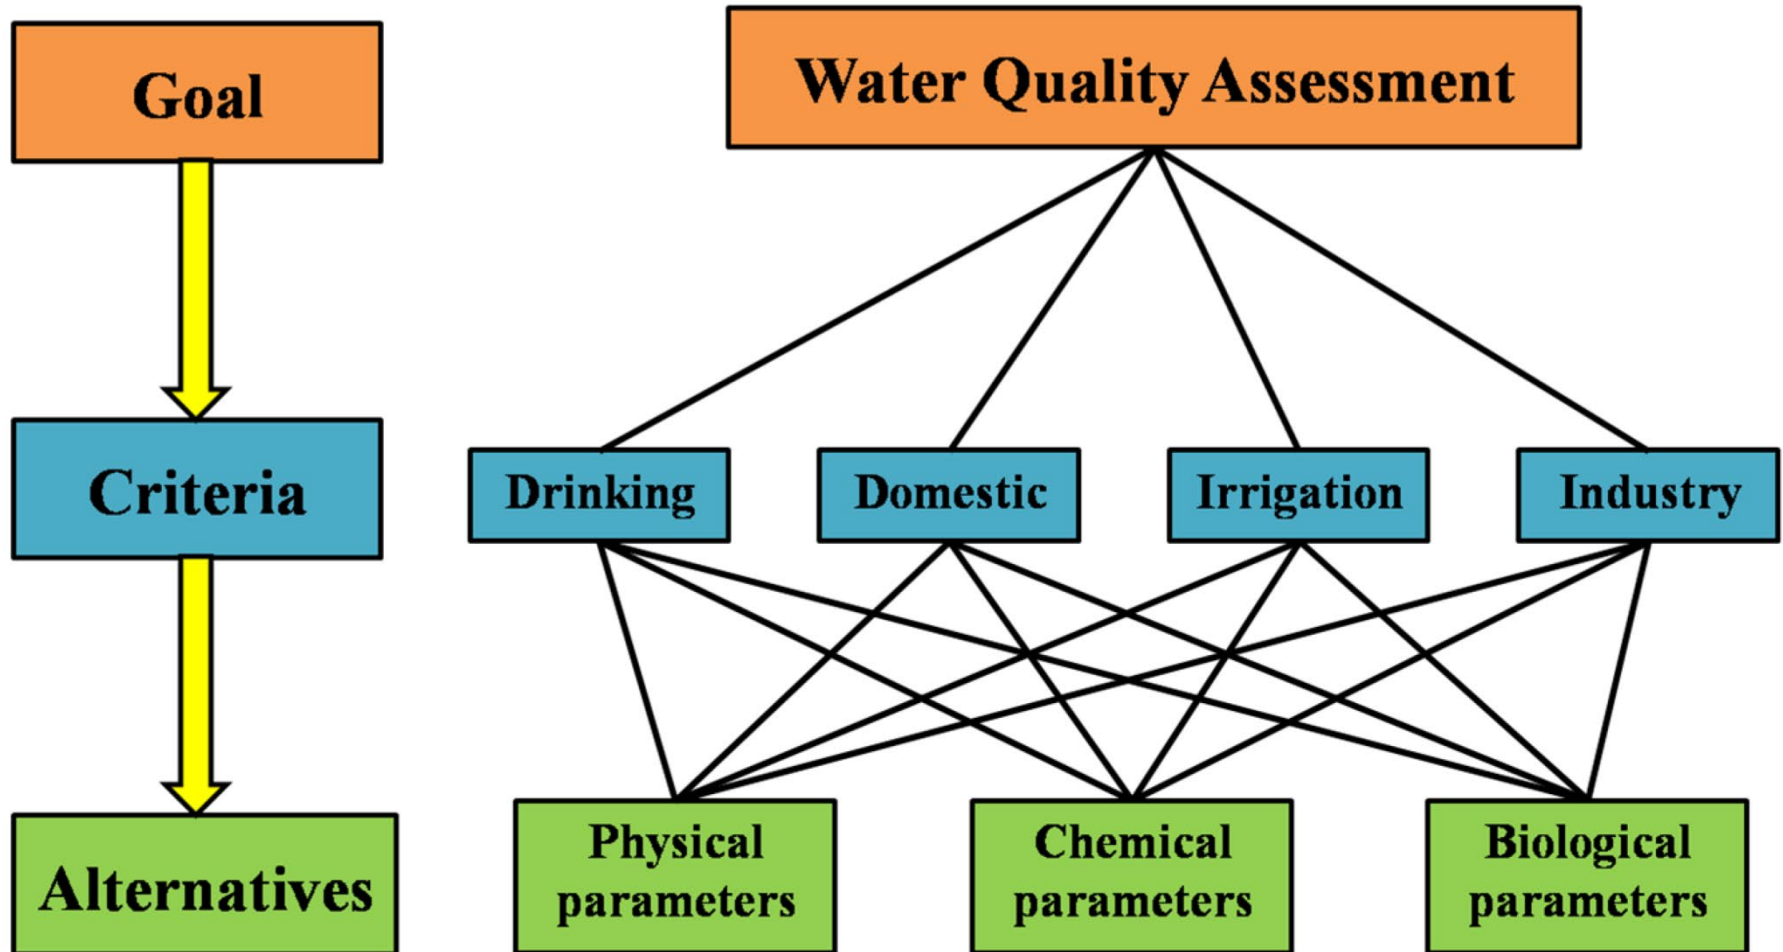 Goal
Water Quality Assessment
Criteria
Drinking
Domestic
Irrigation
Industry
Alternatives
Physical
parameters
Chemical
parameters
Biological
parameters